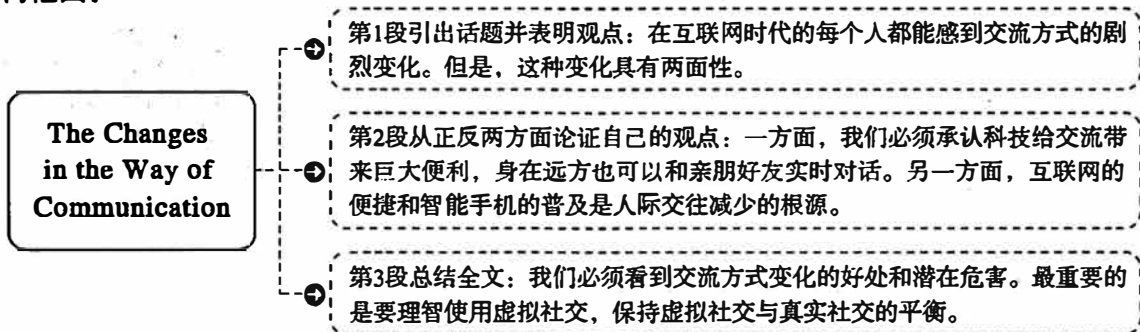 The Changes
in the Way of
Communication
第1段引出话题并表明观点：在互联网时代的每个人都能感到交流方式的剧
烈变化。但是，这种变化具有两面性。
第2段从正反两方面论证自己的观点：一方面，我们必须承认科技给交流带
来巨大便利，身在远方也可以和亲朋好友实时对话。另一方面，互联网的
便捷和智能手机的普及是人际交往减少的根源。
第3段总结全文：我们必须看到交流方式变化的好处和潜在危害。最重要的
是要理智使用虚拟社交，保持虚拟社交与真实社交的平衡。